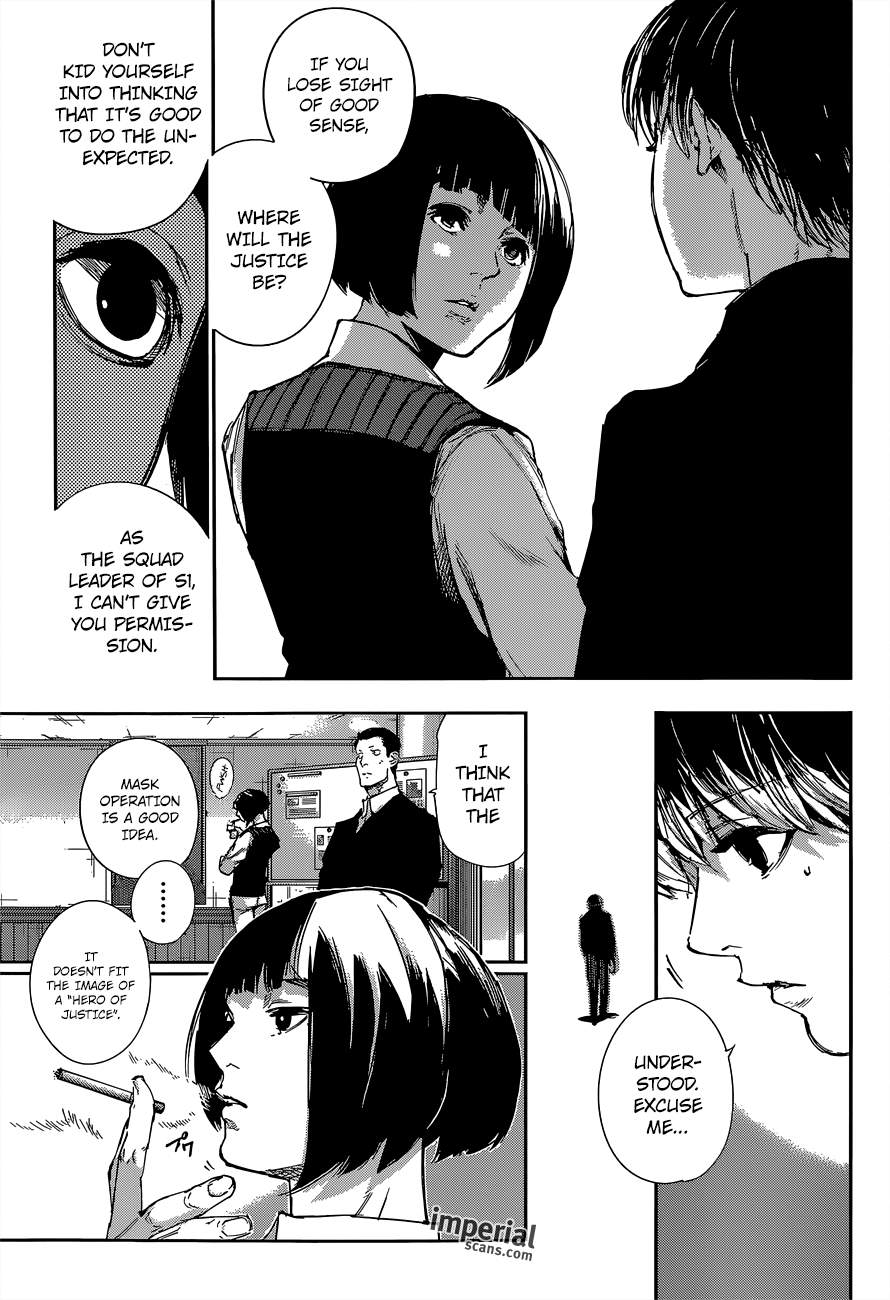 IF YOU
LOSE SIGHT
OF GOOD
SENSE,
WHERE
WILL THE
JUSTICE
BE?
DON'T
KID YOURSELF
INTO THINKING
THAT IT'S GOOD
TO DO THE UN-
EXPECTED.
AS
THE SQUAD
LEADER OF S1,
I CAN'T GIVE
YOU PERMIS-
SION.
UNDER-
STOOD.
EXCUSE
ME...
I
THINK
THAT THE
MASK
OPERATION
IS A GOOD
IDEA.
IT
DOESN'T FIT
THE IMAGE OF
A "HERO OF
JUSTICE".
プゥ
imperial
scans.com